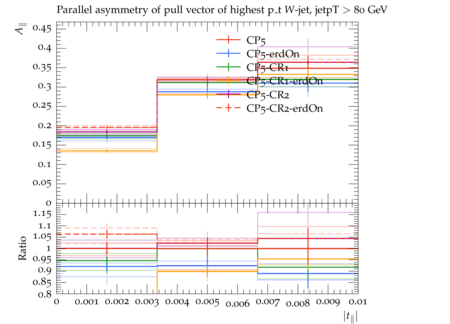 Parallel asymmetry of pull vector of highest p_t W-jet, jetpT > 80 GeV
A∥
0.45
0.4
0.35
0.3
0.25
0.2
0.15
0.1
0.05
0
CP5
CP5-erdOn
CP5-CR1
CP5-CR1-erdOn
CP5-CR2
CP5-CR2-erdOn
Ratio
1.15
1.1
1.05
1.0
0.95
0.9
0.85
0.8
0 0.001 0.002 0.003 0.004 0.005 0.006 0.007 0.008 0.009 0.01
|t∥|